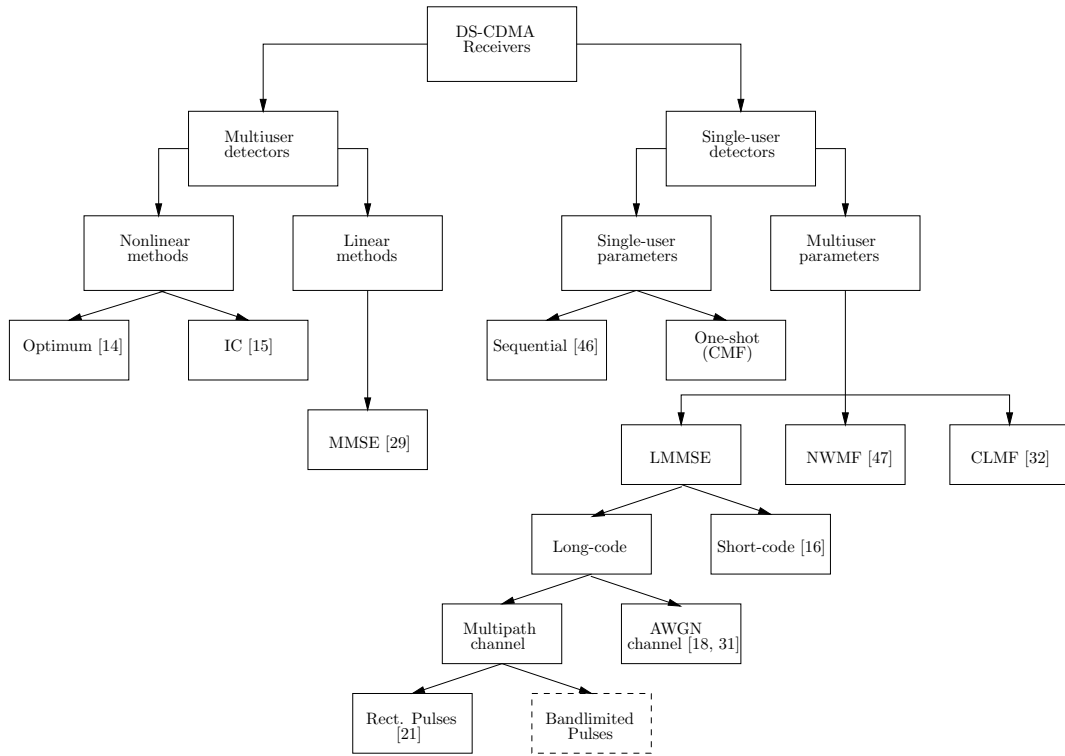 DS-CDMA
Receivers
Multiuser
detectors
Single-user
detectors
Nonlinear
methods
Linear
methods
Single-user
parameters
Multiuser
parameters
Optimum [14]
IC [15]
Sequential [46]
One-shot
(CMF)
MMSE [29]
LMMSE
NWMF [47]
CLMF [32]
Long-code
Short-code [16]
Multipath
channel
AWGN
channel [18, 31]
Rect. Pulses
[21]
Bandlimited
Pulses